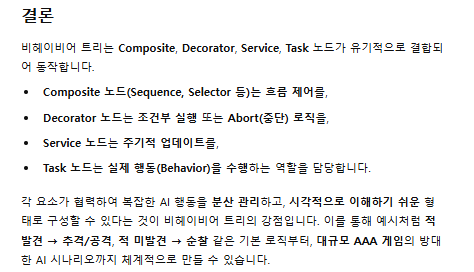 결론
비헤이비어 트리는 Composite, Decorator, Service, Task 노드가 유기적으로 결합되
어 동작합니다.
• Composite 노드(Sequence, Selector 등)는 흐름 제어를,
• Decorator 노드는 조건부 실행 또는 Abort(중단) 로직을,
• Service 노드는 주기적 업데이트를,
• Task 노드는 실제 행동(Behavior)을 수행하는 역할을 담당합니다.
각 요소가 협력하여 복잡한 AI 행동을 분산 관리하고, 시각적으로 이해하기 쉬운 형
태로 구성할 수 있다는 것이 비헤이비어 트리의 강점입니다. 이를 통해 예시처럼 적
발견 → 추격/공격, 적 미발견 → 순찰 같은 기본 로직부터, 대규모 AAA 게임의 방대
한 AI 시나리오까지 체계적으로 만들 수 있습니다.